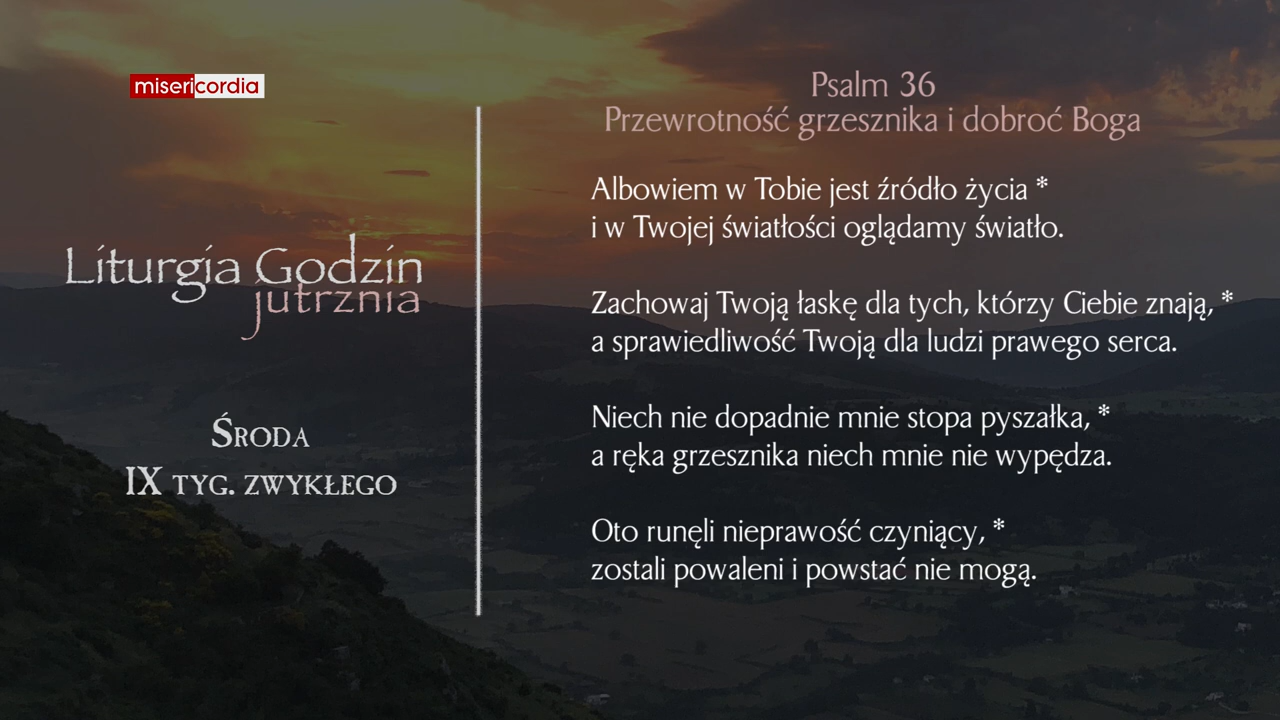 misericordia
Liturgia Godzin
jutrznia
Środa
IX tyg. zwykłego
Psalm 36
Przewrotność grzesznika i dobroć Boga
Albowiem w Tobie jest źródło życia *
i w Twojej światłości oglądamy światło.
Zachowaj Twoją łaskę dla tych, którzy Ciebie znają, *
a sprawiedliwość Twoją dla ludzi prawego serca.
Niech nie dopadnie mnie stopa pyszałka, *
a ręka grzesznika niech mnie nie wypędza.
Oto runęli nieprawość czyniący, *
zostali powaleni i powstać nie mogą.